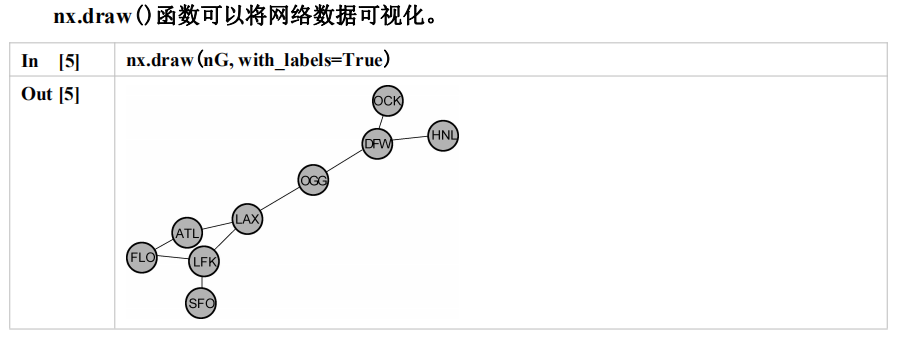 nx.draw()函数可以将网络数据可视化。
In [5]
nx.draw(nG, with_labels=True)
Out [5]
OCK
DFW
HNL
OGG
LAX
ATL
FLO
LFK
SFO